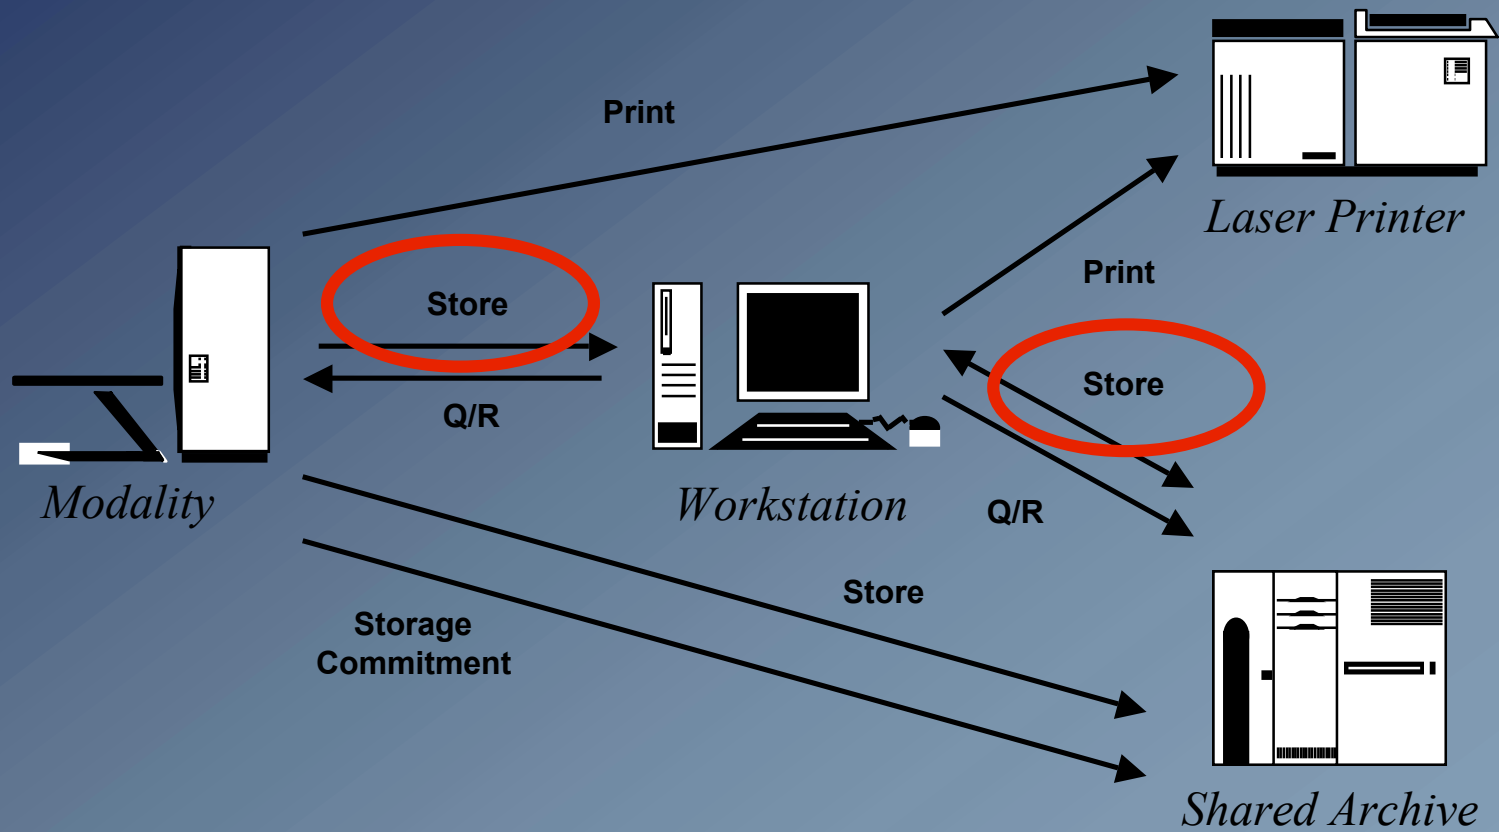 Print
Laser Printer
Print
Store
Store
Q/R
Modality
Workstation
Q/R
Store
Storage
Commitment
Shared Archive